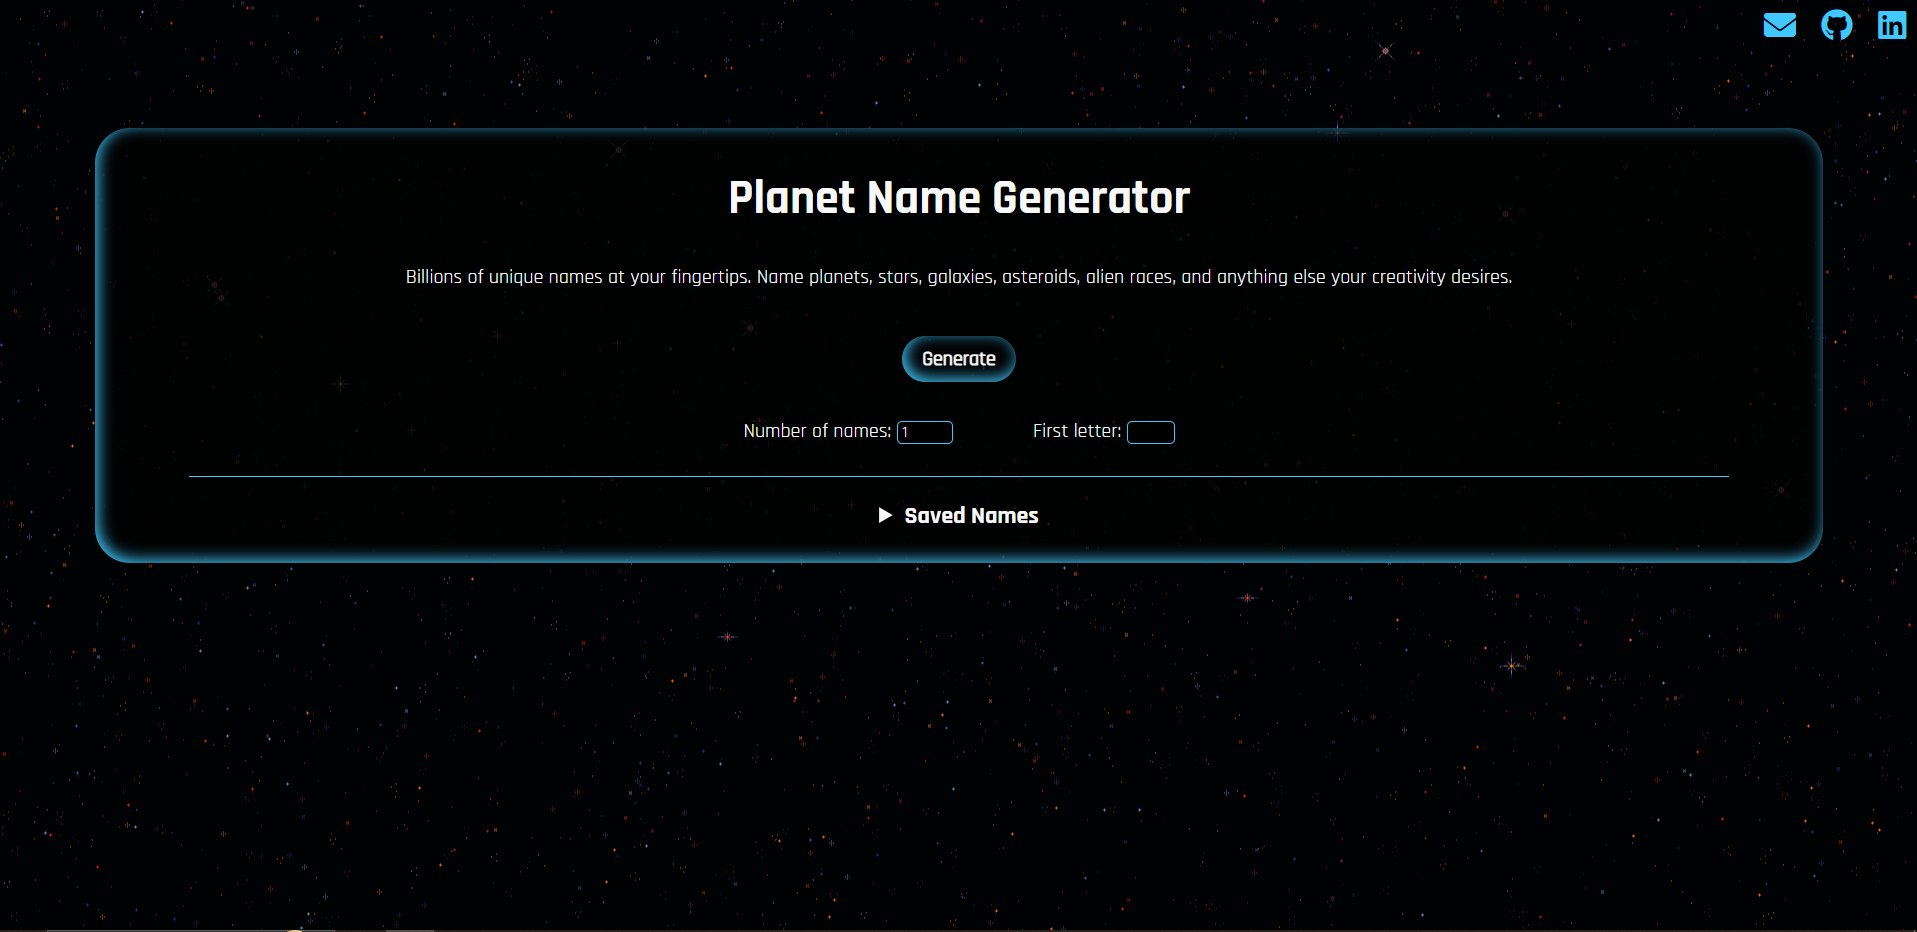 Planet Name Generator
Billions of unique names at your fingertips. Name planets, stars, galaxies, asteroids, alien races, and anything else your creativity desires.
Generate
Number of names: 1 First letter:
Saved Names